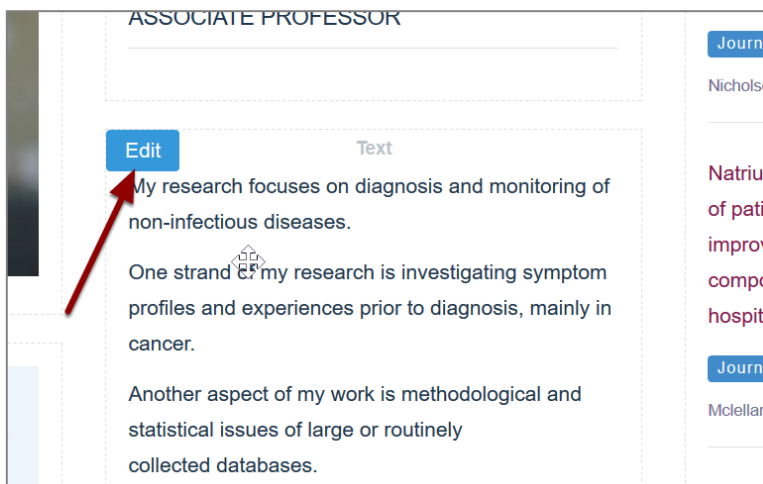 ASSOCIATE PROFESSOR
Edit
Text
My research focuses on diagnosis and monitoring of
non-infectious diseases.
One strand of my research is investigating symptom
profiles and experiences prior to diagnosis, mainly in
cancer.
Another aspect of my work is methodological and
statistical issues of large or routinely
collected databases.
Journ
Nichols
Natriu
of pati
improv
compo
hospit
Journ
Mclellar